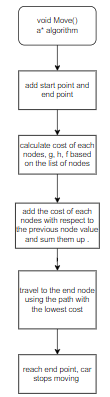 void Move()
a* algorithm
add start point and
end point
calculate cost of each
nodes, g, h, f based
on the list of nodes
add the cost of each
nodes with respect to
the previous node value
and sum them up .
travel to the end node
using the path with
the lowest cost
reach end point, car
stops moving